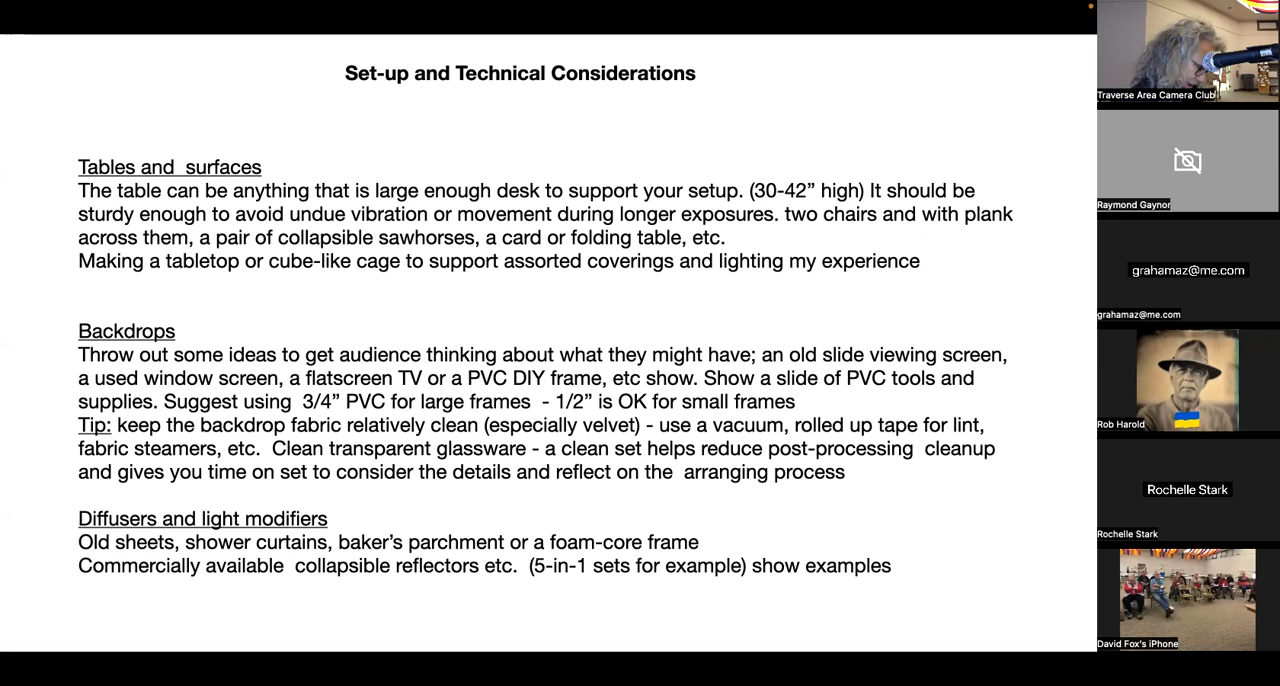 Set-up and Technical Considerations
Tables and  surfaces
The table can be anything that is large enough desk to support your setup. (30-42” high) It should be
sturdy enough to avoid undue vibration or movement during longer exposures. two chairs and with plank
across them, a pair of collapsible sawhorses, a card or folding table, etc.
Making a tabletop or cube-like cage to support assorted coverings and lighting my experience
Backdrops
Throw out some ideas to get audience thinking about what they might have; an old slide viewing screen,
a used window screen, a flatscreen TV or a PVC DIY frame, etc show. Show a slide of PVC tools and
supplies. Suggest using  3/4” PVC for large frames  - 1/2” is OK for small frames
Tip: keep the backdrop fabric relatively clean (especially velvet) - use a vacuum, rolled up tape for lint,
fabric steamers, etc.  Clean transparent glassware - a clean set helps reduce post-processing  cleanup
and gives you time on set to consider the details and reflect on the  arranging process
Diffusers and light modifiers
Old sheets, shower curtains, baker’s parchment or a foam-core frame
Commercially available  collapsible reflectors etc.  (5-in-1 sets for example) show examples
Traverse Area Camera Club
Raymond Gaynor
grahamaz@me.com
grahamaz@me.com
Rob Harold
Rochelle Stark
Rochelle Stark
David Fox's iPhone